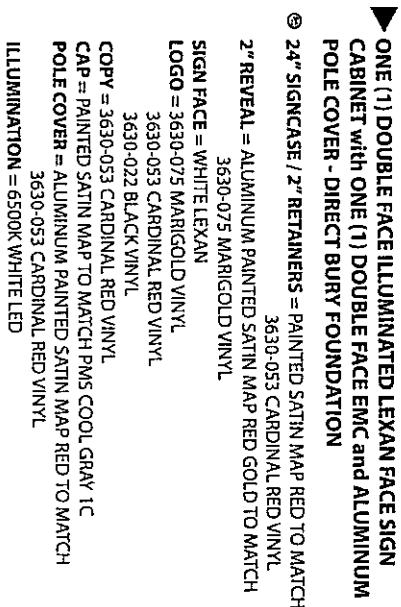 ONE (1) DOUBLE FACE ILLUMINATED LEXAN FACE SIGN
CABINET with ONE (1) DOUBLE FACE EMC and ALUMINUM
POLE COVER - DIRECT BURY FOUNDATION
24" SIGNCASE / 2" RETAINERS = PAINTED SATIN MAP RED TO MATCH
3630-053 CARDINAL RED VINYL
2" REVEAL = ALUMINUM PAINTED SATIN MAP RED GOLD TO MATCH
3630-075 MARIGOLD VINYL
SIGN FACE = WHITE LEXAN
LOGO = 3630-075 MARIGOLD VINYL
3630-053 CARDINAL RED VINYL
3630-022 BLACK VINYL
COPY = 3630-053 CARDINAL RED VINYL
CAP = PAINTED SATIN MAP TO MATCH PMS COOL GRAY 1C
POLE COVER = ALUMINUM PAINTED SATIN MAP RED TO MATCH
3630-053 CARDINAL RED VINYL
ILLUMINATION = 6500K WHITE LED